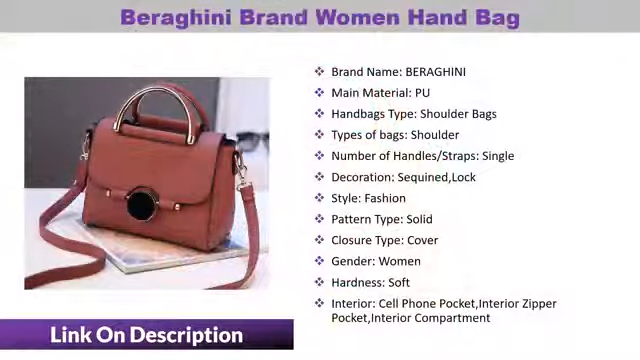 Beraghini Brand Women Hand Bag
Brand Name: BERAGHINI
Main Material: PU
Handbags Type: Shoulder Bags
Types of bags: Shoulder
Number of Handles/Straps: Single
Decoration: Sequined,Lock
Style: Fashion
Pattern Type: Solid
Closure Type: Cover
Gender: Women
Hardness: Soft
Interior: Cell Phone Pocket,Interior Zipper
Pocket,Interior Compartment
Link On Description